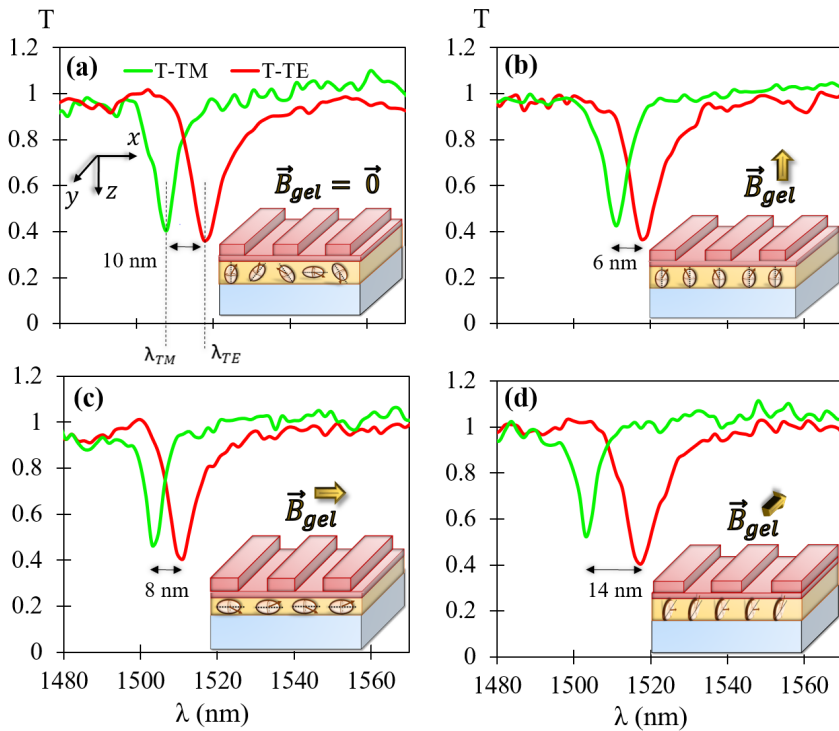 T
1.2
1
0.8
0.6
0.4
0.2
0
(a)
T-TM
T-TE
x
y
z
B⃗gel = 0⃗
10 nm
λTM
λTE
T
1.2
1
0.8
0.6
0.4
0.2
0
(b)
B⃗gel
6 nm
1.2
1
0.8
0.6
0.4
0.2
0
(c)
B⃗gel
8 nm
1480 1500 1520 1540 1560
λ (nm)
1.2
1
0.8
0.6
0.4
0.2
0
(d)
B⃗gel
14 nm
1480 1500 1520 1540 1560
λ (nm)